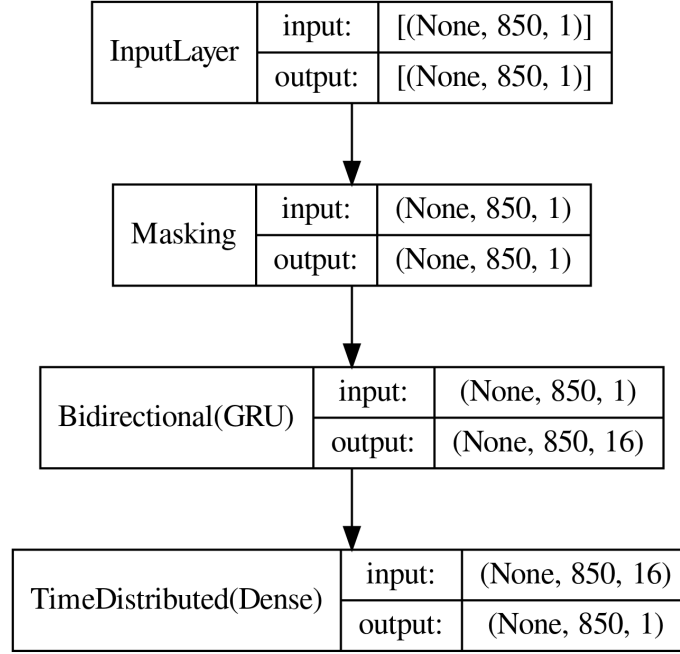 InputLayer
input:
[(None, 850, 1)]
output:
[(None, 850, 1)]
Masking
input:
(None, 850, 1)
output:
(None, 850, 1)
Bidirectional(GRU)
input:
(None, 850, 1)
output:
(None, 850, 16)
TimeDistributed(Dense)
input:
(None, 850, 16)
output:
(None, 850, 1)